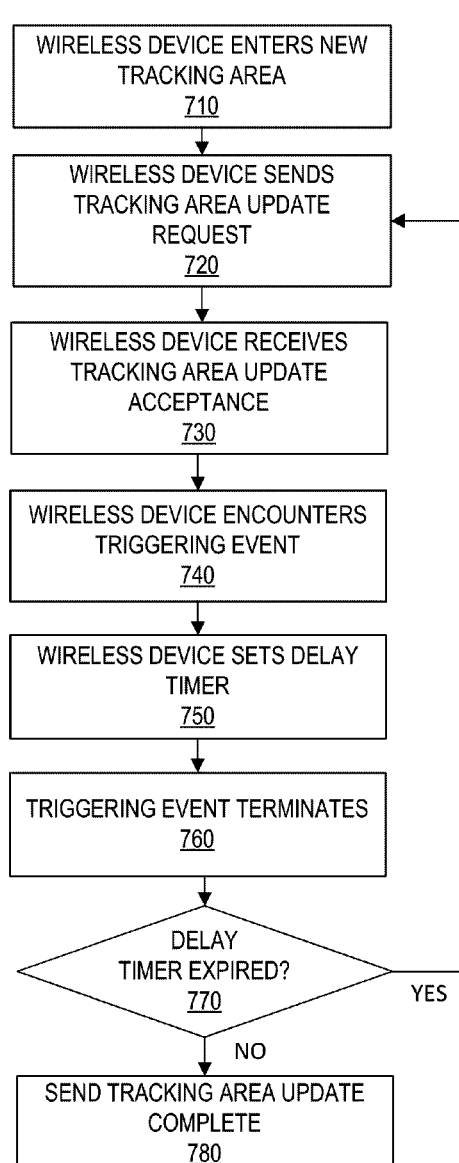 WIRELESS DEVICE ENTERS NEW
TRACKING AREA
710
WIRELESS DEVICE SENDS
TRACKING AREA UPDATE
REQUEST
720
WIRELESS DEVICE RECEIVES
TRACKING AREA UPDATE
ACCEPTANCE
730
WIRELESS DEVICE ENCOUNTERS
TRIGGERING EVENT
740
WIRELESS DEVICE SETS DELAY
TIMER
750
TRIGGERING EVENT TERMINATES
760
DELAY
TIMER EXPIRED?
770
YES
NO
SEND TRACKING AREA UPDATE
COMPLETE
780